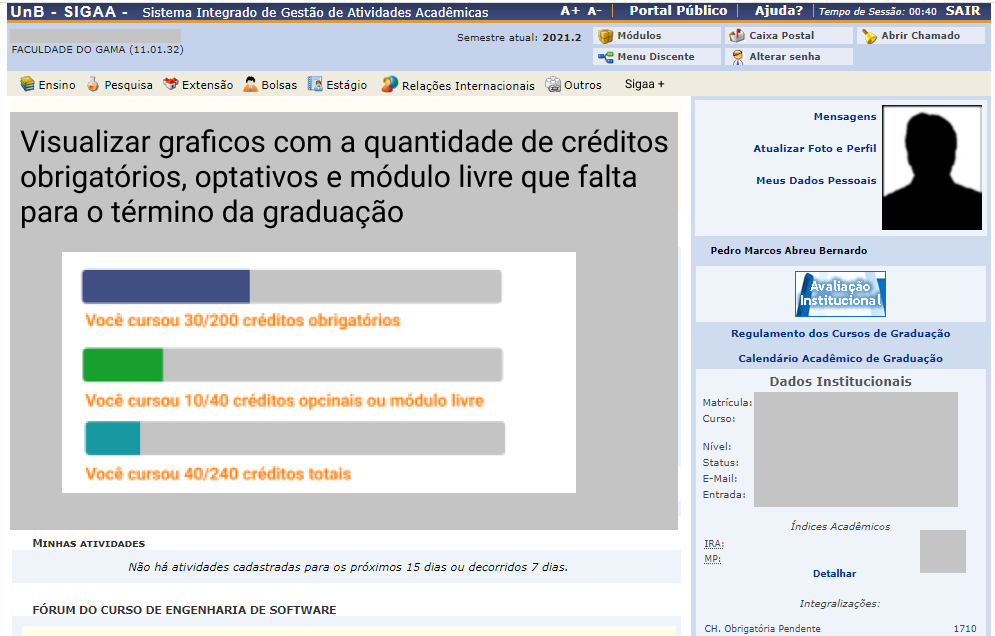 UnB - SIGAA - Sistema Integrado de Gestão de Atividades Acadêmicas A+ A- Portal Público Ajuda? Tempo de Sessão: 00:40 SAIR
FACULDADE DO GAMA (11.01.32)
Semestre atual: 2021.2
Módulos
Caixa Postal
Abrir Chamado
Menu Discente
Alterar senha
Ensino Pesquisa Extensão Bolsas Estágio Relações Internacionais Outros Sigaa +
Visualizar graficos com a quantidade de créditos
obrigatórios, optativos e módulo livre que falta
para o término da graduação
Você cursou 30/200 créditos obrigatórios
Você cursou 10/40 créditos opcinais ou módulo livre
Você cursou 40/240 créditos totais
MINHAS ATIVIDADES
Não há atividades cadastradas para os próximos 15 dias ou decorridos 7 dias.
FÓRUM DO CURSO DE ENGENHARIA DE SOFTWARE
Mensagens
Atualizar Foto e Perfil
Meus Dados Pessoais
Pedro Marcos Abreu Bernardo
Avaliação
Institucional
Regulamento dos Cursos de Graduação
Calendário Acadêmico de Graduação
Dados Institucionais
Matrícula:
Curso:
Nível:
Status:
E-Mail:
Entrada:
Índices Acadêmicos
IRA:
MP:
Detalhar
Integralizações:
CH. Obrigatória Pendente 1710